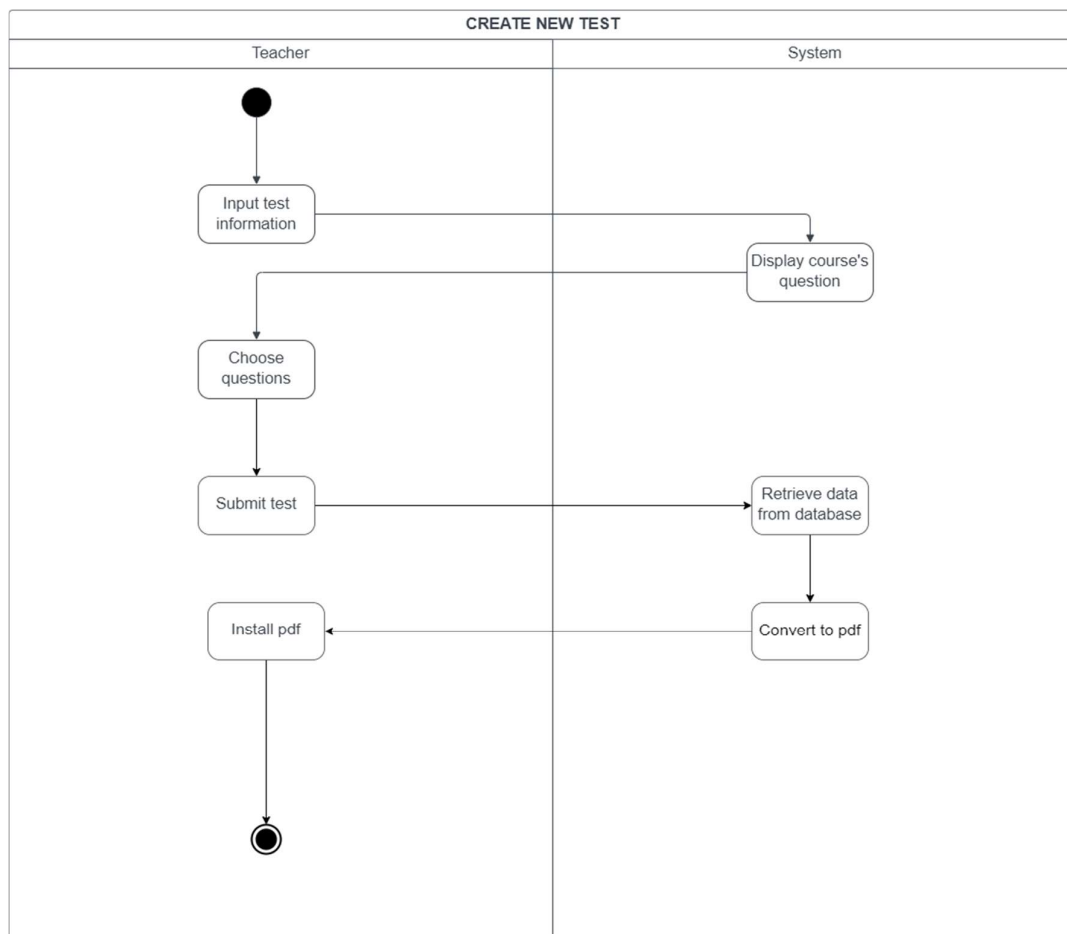 CREATE NEW TEST
Teacher
System
Input test
information
Display course's
question
Choose
questions
Submit test
Retrieve data
from database
Install pdf
Convert to pdf